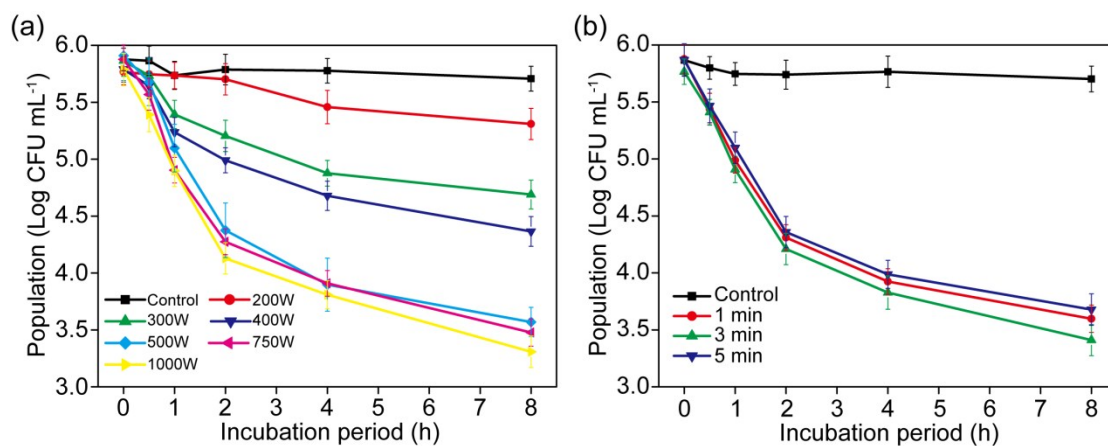 (a)
Population (Log CFU mL⁻¹)
6.0
5.5
5.0
4.5
4.0
3.5
3.0
Control 200W
300W 400W
500W 750W
1000W
0 1 2 4 6 8
Incubation period (h)
(b)
Population (Log CFU mL⁻¹)
6.0
5.5
5.0
4.5
4.0
3.5
3.0
Control
1 min
3 min
5 min
0 1 2 3 4 5 6 7 8
Incubation period (h)